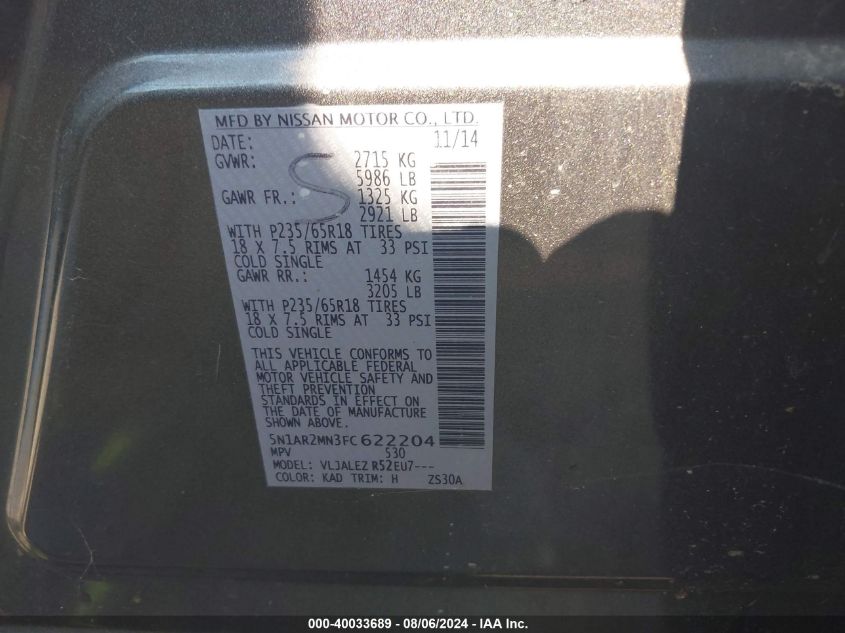 MFD BY NISSAN MOTOR CO., LTD.
DATE: 11/14
GVWR: 2715 KG
5986 LB
GAWR FR.: 1325 KG
2921 LB
WITH P235/65R18 TIRES
18 X 7.5 RIMS AT 33 PSI
COLD SINGLE
GAWR RR.: 1454 KG
3205 LB
WITH P235/65R18 TIRES
18 X 7.5 RIMS AT 33 PSI
COLD SINGLE
THIS VEHICLE CONFORMS TO
ALL APPLICABLE FEDERAL
MOTOR VEHICLE SAFETY AND
THEFT PREVENTION
STANDARDS IN EFFECT ON
THE DATE OF MANUFACTURE
SHOWN ABOVE.
5N1AR2MN3FC622204
MPV 530
MODEL: VLJALEZ R52EU7---
COLOR: KAD TRIM: H ZS30A
S
000-40033689 - 08/06/2024 - IAA Inc.